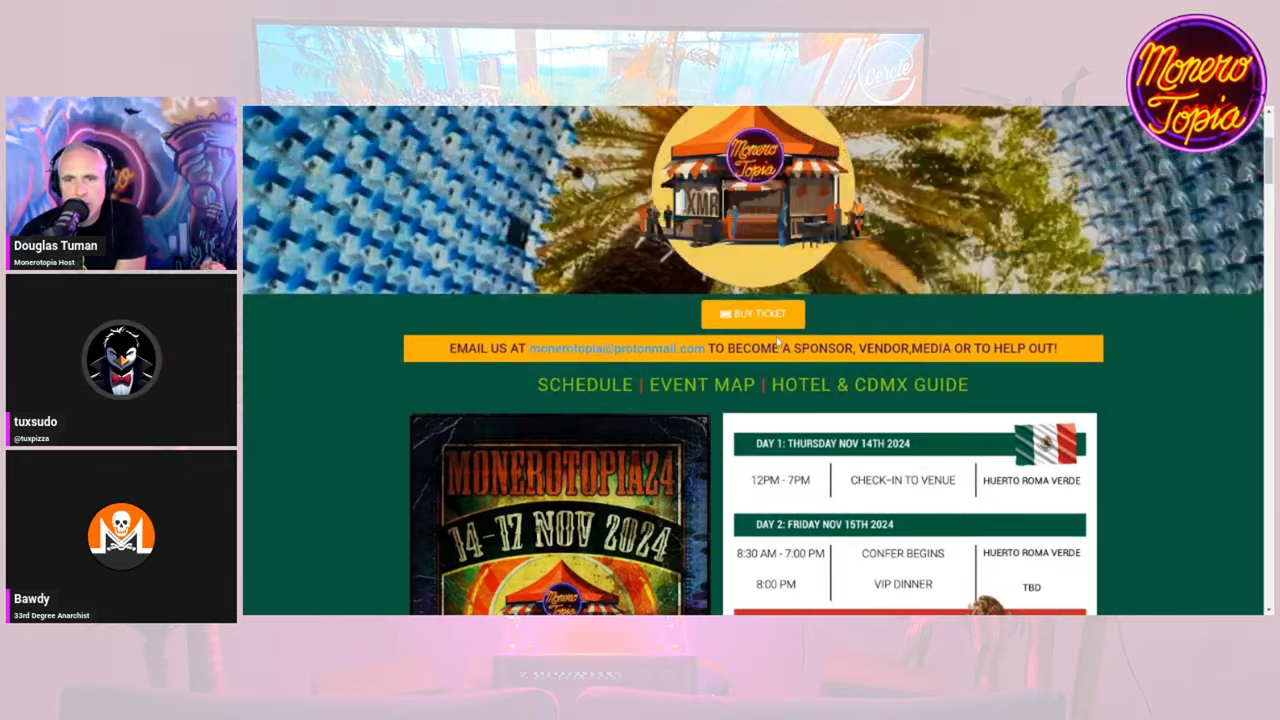 Cercle
Monero
Topia
Douglas Tuman
Monerotopia Host
tuxsudo
@tuxpizza
Bawdy
33rd Degree Anarchist
Monero
Topia
XMR
BUY TICKET
EMAIL US AT monerotopia@protonmail.com TO BECOME A SPONSOR, VENDOR,MEDIA OR TO HELP OUT!
SCHEDULE | EVENT MAP | HOTEL & CDMX GUIDE
MONEROTOPIA24
14-17 NOV 2024
Monero
Topia
DAY 1: THURSDAY NOV 14TH 2024
12PM - 7PM CHECK-IN TO VENUE HUERTO ROMA VERDE
DAY 2: FRIDAY NOV 15TH 2024
8:30 AM - 7:00 PM CONFER BEGINS HUERTO ROMA VERDE
8:00 PM VIP DINNER TBD